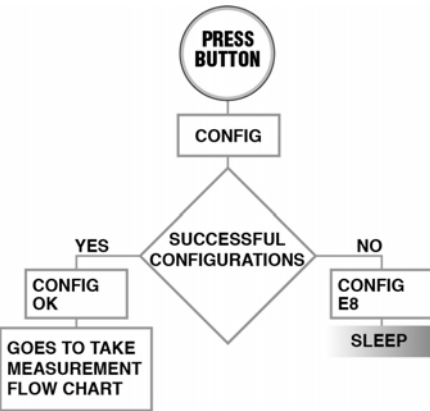 PRESS
BUTTON
CONFIG
SUCCESSFUL
CONFIGURATIONS
YES
NO
CONFIG
OK
CONFIG
E8
GOES TO TAKE
MEASUREMENT
FLOW CHART
SLEEP